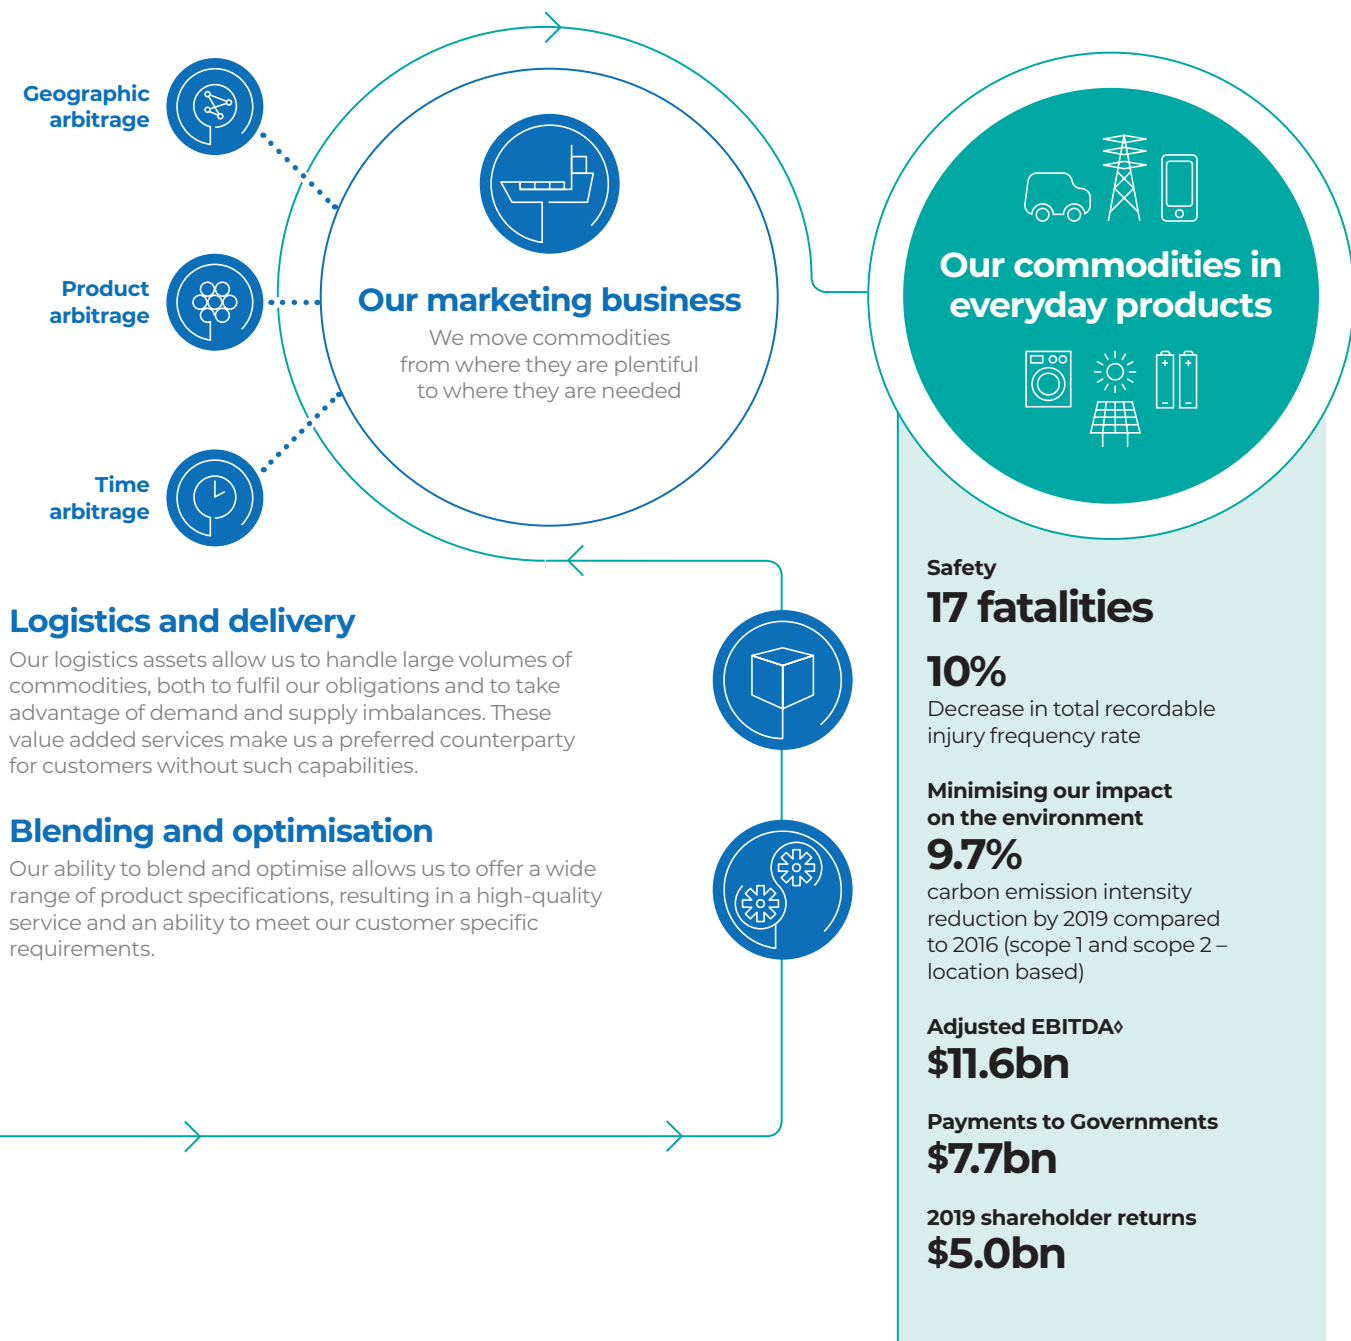 Geographic
arbitrage
Product
arbitrage
Time
arbitrage
Our marketing business
We move commodities
from where they are plentiful
to where they are needed
Our commodities in
everyday products
Logistics and delivery
Our logistics assets allow us to handle large volumes of
commodities, both to fulfil our obligations and to take
advantage of demand and supply imbalances. These
value added services make us a preferred counterparty
for customers without such capabilities.
Blending and optimisation
Our ability to blend and optimise allows us to offer a wide
range of product specifications, resulting in a high-quality
service and an ability to meet our customer specific
requirements.
Safety
17 fatalities
10%
Decrease in total recordable
injury frequency rate
Minimising our impact
on the environment
9.7%
carbon emission intensity
reduction by 2019 compared
to 2016 (scope 1 and scope 2 –
location based)
Adjusted EBITDA◊
$11.6bn
Payments to Governments
$7.7bn
2019 shareholder returns
$5.0bn